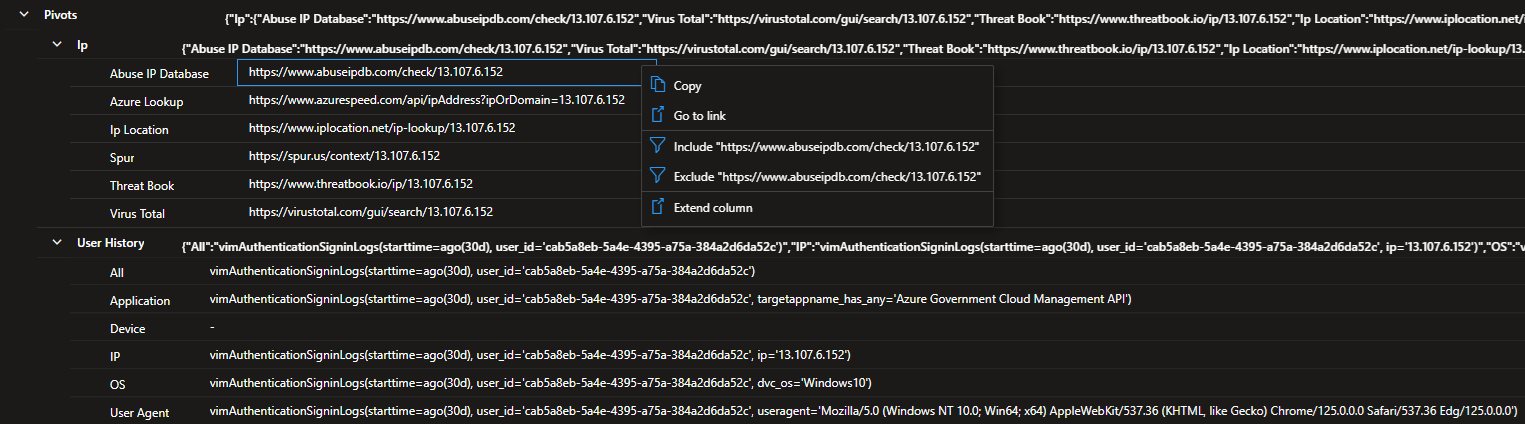 Pivots {"Ip":{"Abuse IP Database":"https://www.abuseipdb.com/check/13.107.6.152","Virus Total":"https://virustotal.com/gui/search/13.107.6.152","Threat Book":"https://www.threatbook.io/ip/13.107.6.152","Ip Location":"https://www.iplocation.net/i
Ip {"Abuse IP Database":"https://www.abuseipdb.com/check/13.107.6.152","Virus Total":"https://virustotal.com/gui/search/13.107.6.152","Threat Book":"https://www.threatbook.io/ip/13.107.6.152","Ip Location":"https://www.iplocation.net/ip-lookup/13.
Abuse IP Database https://www.abuseipdb.com/check/13.107.6.152
Copy
Azure Lookup https://www.azurespeed.com/api/ipAddress?ipOrDomain=13.107.6.152
Go to link
Ip Location https://www.iplocation.net/ip-lookup/13.107.6.152
Include "https://www.abuseipdb.com/check/13.107.6.152"
Spur https://spur.us/context/13.107.6.152
Exclude "https://www.abuseipdb.com/check/13.107.6.152"
Threat Book https://www.threatbook.io/ip/13.107.6.152
Extend column
Virus Total https://virustotal.com/gui/search/13.107.6.152
User History {"All":"vimAuthenticationSigninLogs(starttime=ago(30d), user_id='cab5a8eb-5a4e-4395-a75a-384a2d6da52c')","IP":"vimAuthenticationSigninLogs(starttime=ago(30d), user_id='cab5a8eb-5a4e-4395-a75a-384a2d6da52c', ip='13.107.6.152')","OS":"v
All vimAuthenticationSigninLogs(starttime=ago(30d), user_id='cab5a8eb-5a4e-4395-a75a-384a2d6da52c')
Application vimAuthenticationSigninLogs(starttime=ago(30d), user_id='cab5a8eb-5a4e-4395-a75a-384a2d6da52c', targetappname_has_any='Azure Government Cloud Management API')
Device -
IP vimAuthenticationSigninLogs(starttime=ago(30d), user_id='cab5a8eb-5a4e-4395-a75a-384a2d6da52c', ip='13.107.6.152')
OS vimAuthenticationSigninLogs(starttime=ago(30d), user_id='cab5a8eb-5a4e-4395-a75a-384a2d6da52c', dvc_os='Windows10')
User Agent vimAuthenticationSigninLogs(starttime=ago(30d), user_id='cab5a8eb-5a4e-4395-a75a-384a2d6da52c', useragent='Mozilla/5.0 (Windows NT 10.0; Win64; x64) AppleWebKit/537.36 (KHTML, like Gecko) Chrome/125.0.0.0 Safari/537.36 Edg/125.0.0.0')